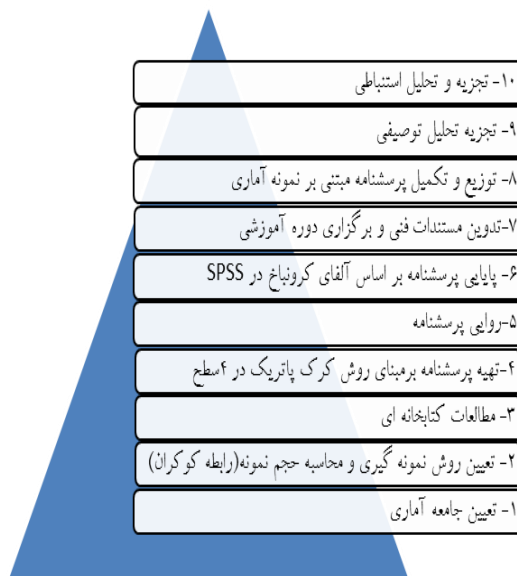 ۱۰- تجزیه و تحلیل استنباطی
۹- تجزیه تحلیل توصیفی
۸- توزیع و تکمیل پرسشنامه مبتنی بر نمونه آماری
۷-تدوین مستندات فنی و برگزاری دوره آموزشی
۶- پایایی پرسشنامه بر اساس آلفای کرونباخ در SPSS
۵-روایی پرسشنامه
۴-تهیه پرسشنامه برمبنای روش کرک پاتریک در ۴سطح
۳- مطالعات کتابخانه ای
۲- تعیین روش نمونه گیری و محاسبه حجم نمونه(رابطه کوکران)
۱- تعیین جامعه آماری